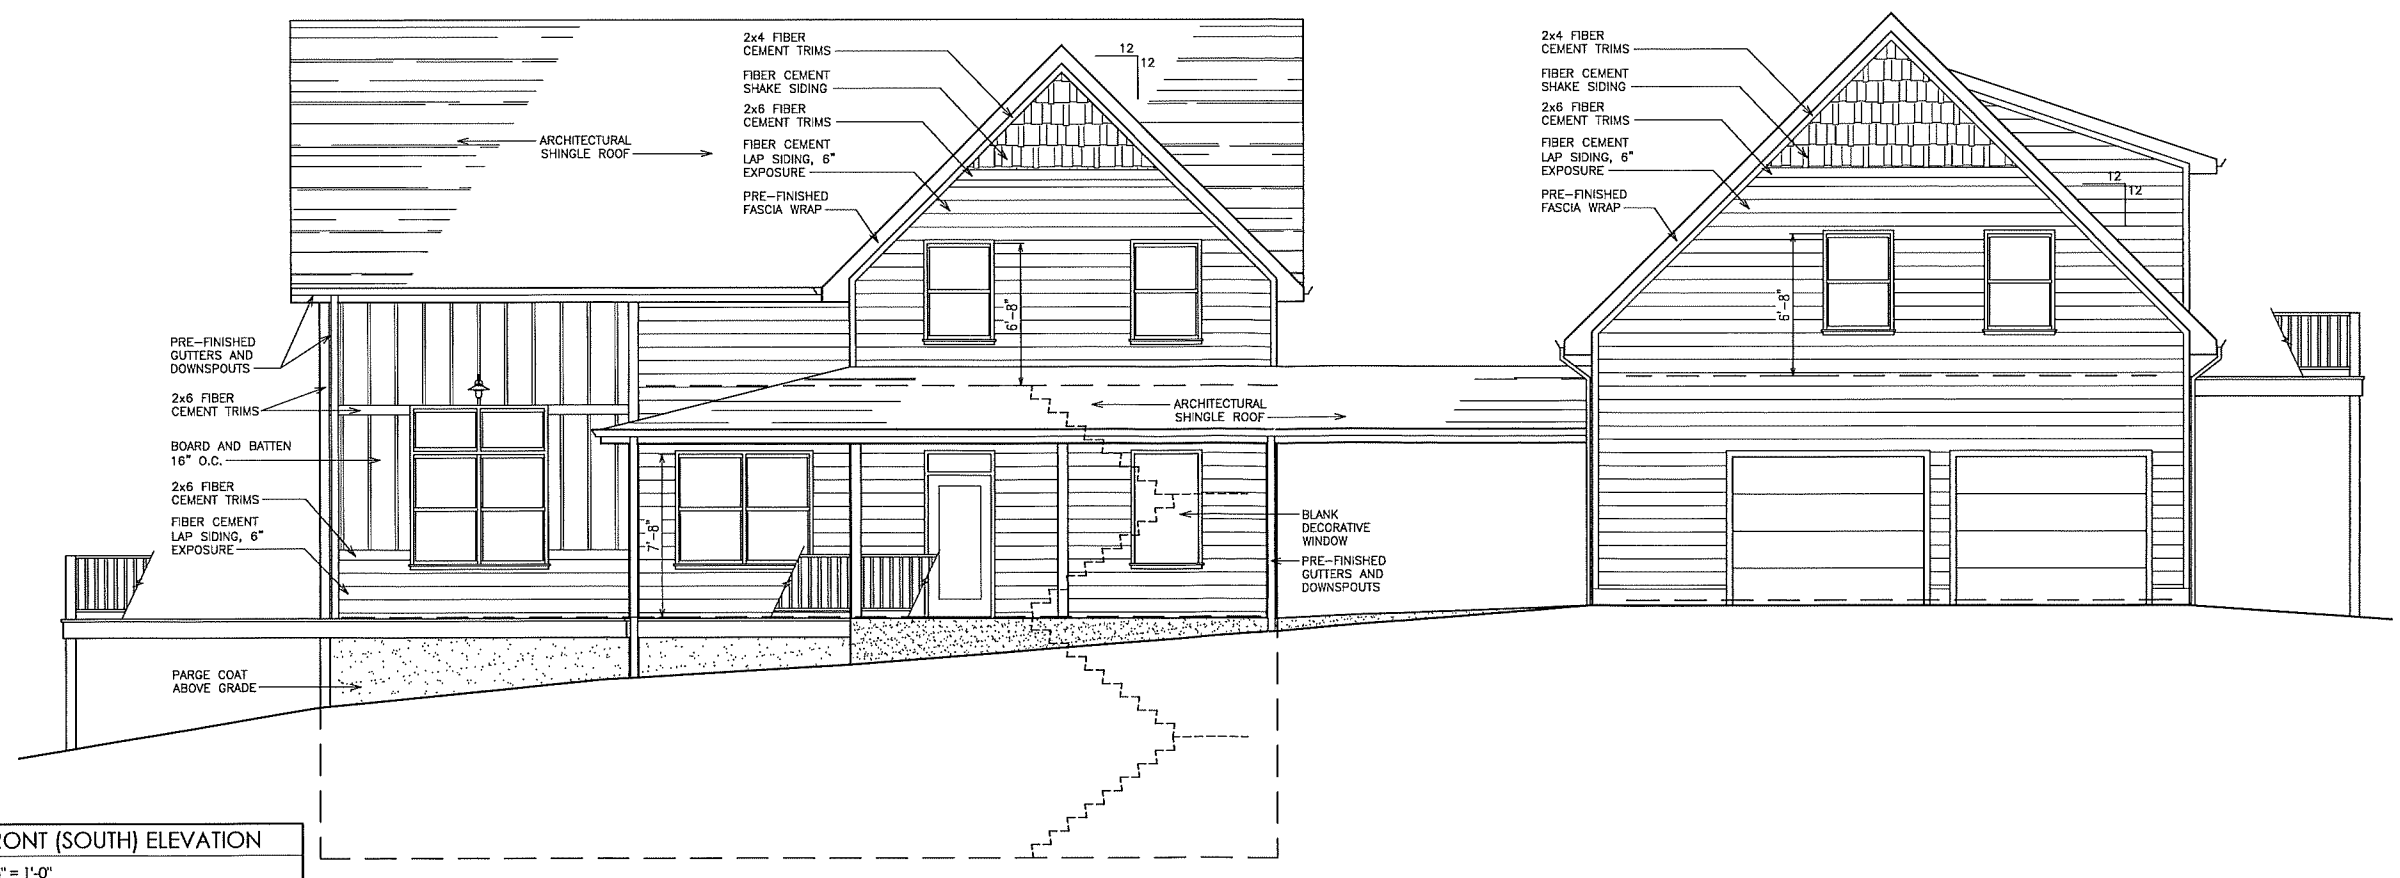 2x4 FIBER
CEMENT TRIMS
FIBER CEMENT
SHAKE SIDING
2x6 FIBER
CEMENT TRIMS
FIBER CEMENT
LAP SIDING, 6"
EXPOSURE
PRE-FINISHED
FASCIA WRAP
12
12
ARCHITECTURAL
SHINGLE ROOF
2x4 FIBER
CEMENT TRIMS
FIBER CEMENT
SHAKE SIDING
2x6 FIBER
CEMENT TRIMS
FIBER CEMENT
LAP SIDING, 6"
EXPOSURE
PRE-FINISHED
FASCIA WRAP
12
12
6'-8"
6'-8"
PRE-FINISHED
GUTTERS AND
DOWNSPOUTS
2x6 FIBER
CEMENT TRIMS
BOARD AND BATTEN
16" O.C.
2x6 FIBER
CEMENT TRIMS
FIBER CEMENT
LAP SIDING, 6"
EXPOSURE
ARCHITECTURAL
SHINGLE ROOF
7'-8"
BLANK
DECORATIVE
WINDOW
PRE-FINISHED
GUTTERS AND
DOWNSPOUTS
PARGE COAT
ABOVE GRADE
RONT (SOUTH) ELEVATION
" = 1'-0"